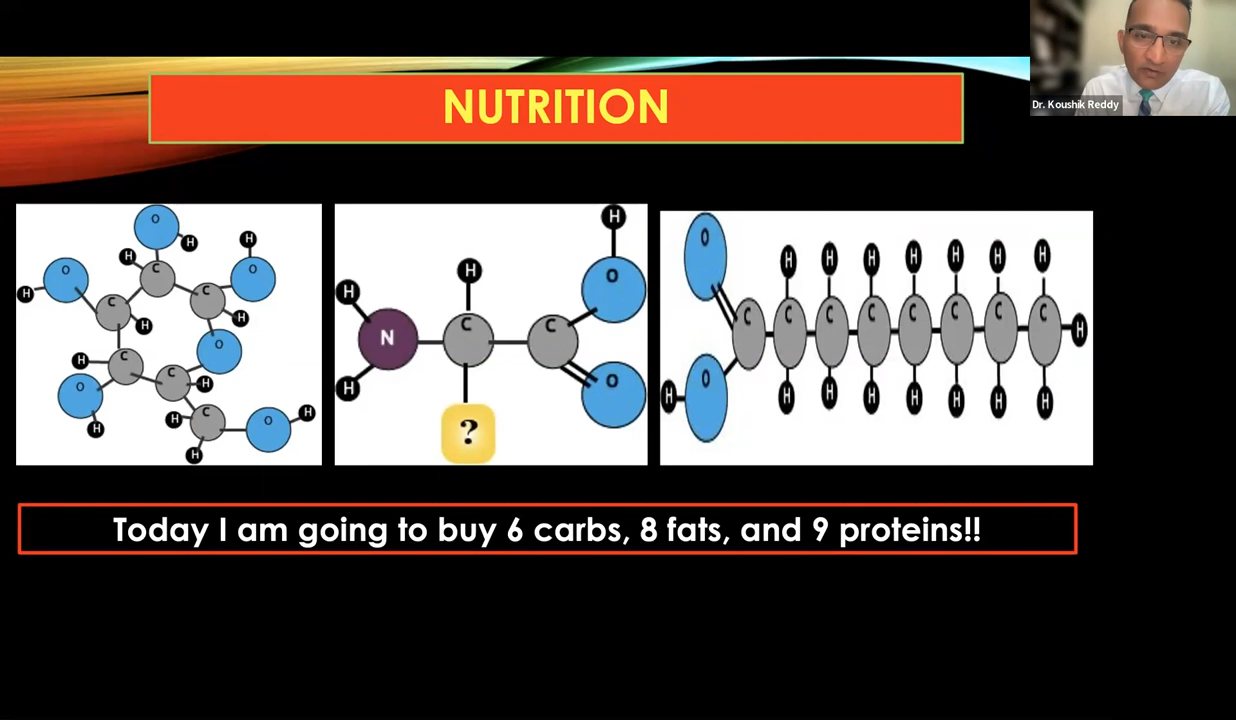 NUTRITION
Dr. Koushik Reddy
O
H
O
H
H
O
H
C
C
O
H
C
H
H
C
O
H
C
H
O
H
H
C
O
H
H
H
H
O
H
H
N
C
C
H
O
?
O
H H H H H H H
C C C C C C C C
H
O
H
H H H H H H H
Today I am going to buy 6 carbs, 8 fats, and 9 proteins!!